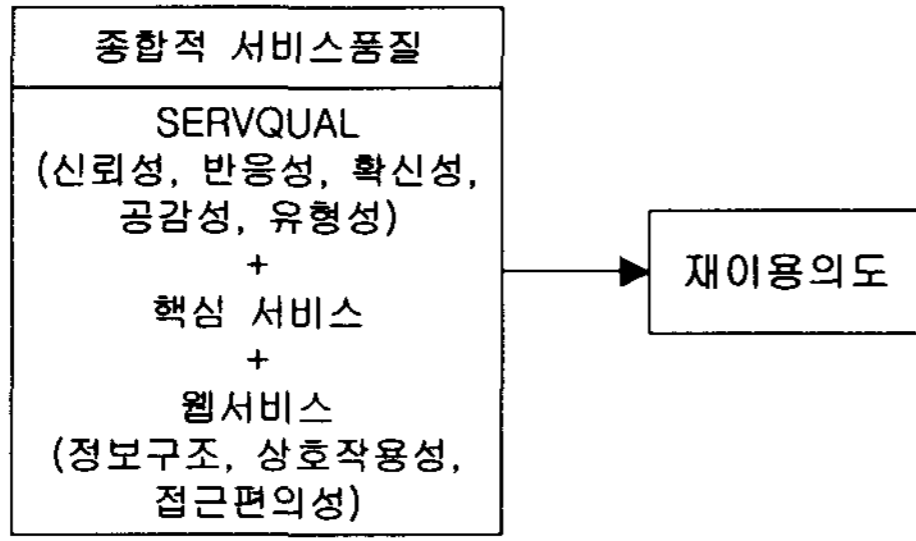 종합적 서비스품질
SERVQUAL
(신뢰성, 반응성, 확신성,
공감성, 유형성)
+
핵심 서비스
+
웹서비스
(정보구조, 상호작용성,
접근편의성)
재이용의도